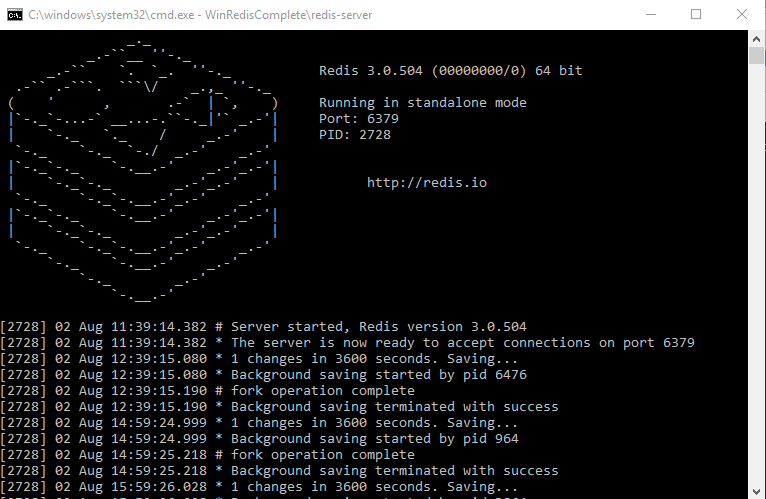 C:\windows\system32\cmd.exe - WinRedisComplete\redis-server
Redis 3.0.504 (00000000/0) 64 bit
Running in standalone mode
Port: 6379
PID: 2728
http://redis.io
[2728] 02 Aug 11:39:14.382 # Server started, Redis version 3.0.504
[2728] 02 Aug 11:39:14.382 * The server is now ready to accept connections on port 6379
[2728] 02 Aug 12:39:15.080 * 1 changes in 3600 seconds. Saving...
[2728] 02 Aug 12:39:15.080 * Background saving started by pid 6476
[2728] 02 Aug 12:39:15.190 # fork operation complete
[2728] 02 Aug 12:39:15.190 * Background saving terminated with success
[2728] 02 Aug 14:59:24.999 * 1 changes in 3600 seconds. Saving...
[2728] 02 Aug 14:59:24.999 * Background saving started by pid 964
[2728] 02 Aug 14:59:25.218 # fork operation complete
[2728] 02 Aug 14:59:25.218 * Background saving terminated with success
[2728] 02 Aug 15:59:26.028 * 1 changes in 3600 seconds. Saving...